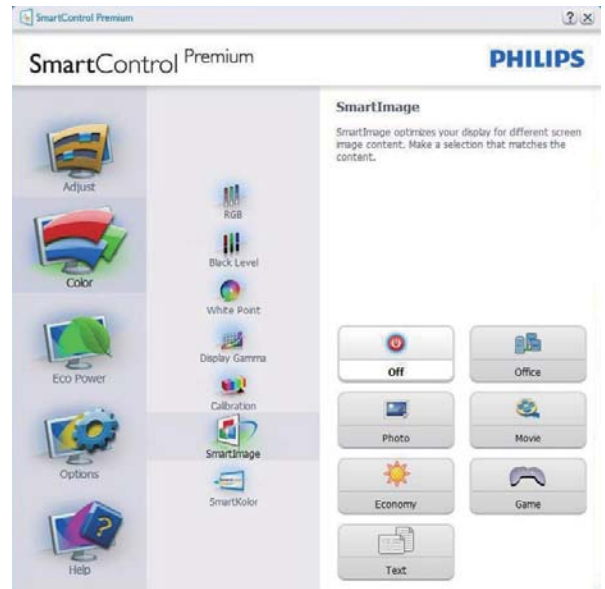 SmartControl Premium
SmartControl Premium
PHILIPS
Adjust
Color
Eco Power
Options
Help
RGB
Black Level
White Point
Display Gamma
Calibration
SmartImage
SmartKolor
SmartImage
SmartImage optimizes your display for different screen
image content. Make a selection that matches the
content.
Off
Office
Photo
Movie
Economy
Game
Text